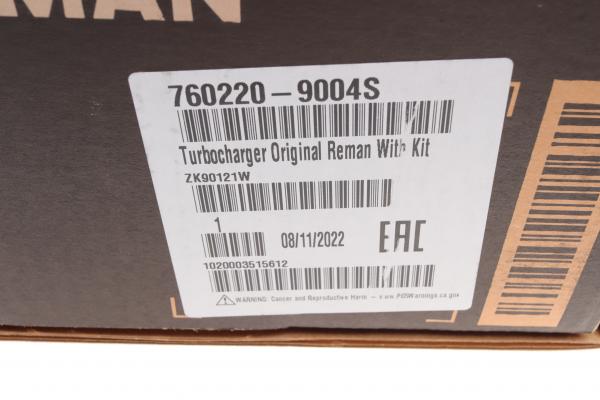 MAN
760220-9004S
Turbocharger Original Reman With Kit
ZK90121W
1
08/11/2022 EAC
1020003515612
WARNING: Cancer and Reproductive Harm - www.P65Warnings.ca.gov